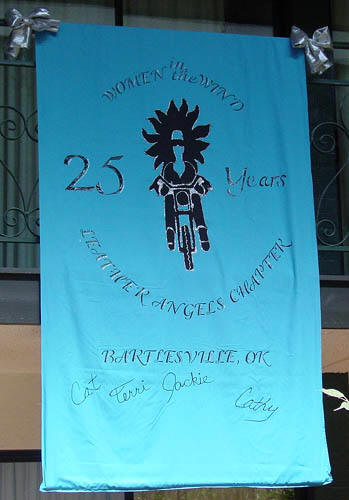 WOMEN in the WIND
25 Years
LEATHER ANGELS CHAPTER
BARTLESVILLE, OK
Cat Terri Jackie Cathy